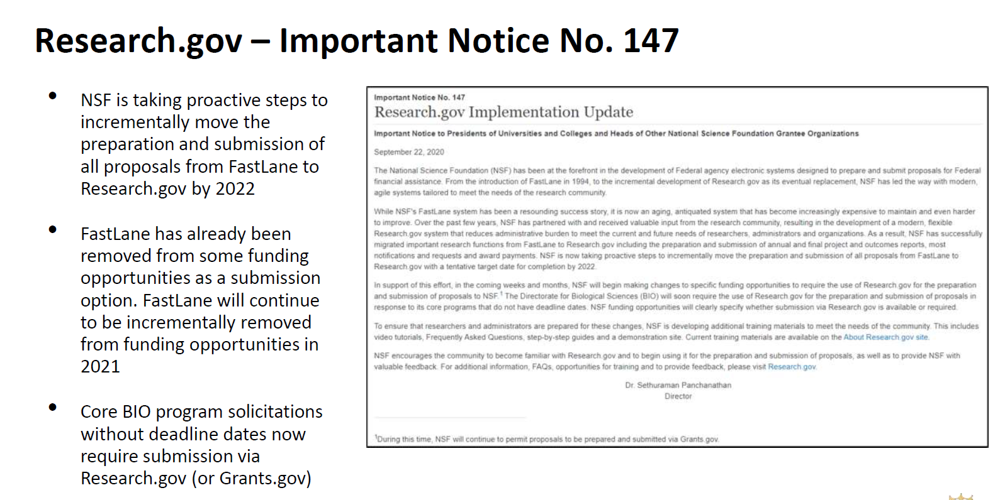 Research.gov – Important Notice No. 147
• NSF is taking proactive steps to
incrementally move the
preparation and submission of
all proposals from FastLane to
Research.gov by 2022
• FastLane has already been
removed from some funding
opportunities as a submission
option. FastLane will continue
to be incrementally removed
from funding opportunities in
2021
• Core BIO program solicitations
without deadline dates now
require submission via
Research.gov (or Grants.gov)
Important Notice No. 147
Research.gov Implementation Update
Important Notice to Presidents of Universities and Colleges and Heads of Other National Science Foundation Grantee Organizations
September 22, 2020
The National Science Foundation (NSF) has been at the forefront in the development of Federal agency electronic systems designed to prepare and submit proposals for Federal
financial assistance. From the introduction of FastLane in 1994, to the incremental development of Research.gov as its eventual replacement, NSF has led the way with modern,
agile systems tailored to meet the needs of the research community.
While NSF's FastLane system has been a resounding success story, it is now an aging, antiquated system that has become increasingly expensive to maintain and even harder
to improve. Over the past few years, NSF has partnered with and received valuable input from the research community, resulting in the development of a modern, flexible
Research.gov system that reduces administrative burden to meet the current and future needs of researchers, administrators and organizations. As a result, NSF has successfully
migrated important research functions from FastLane to Research.gov including the preparation and submission of annual and final project and outcomes reports, most
notifications and requests and award payments. NSF is now taking proactive steps to incrementally move the preparation and submission of all proposals from FastLane to
Research.gov with a tentative target date for completion by 2022.
In support of this effort, in the coming weeks and months, NSF will begin making changes to specific funding opportunities to require the use of Research.gov for the preparation
and submission of proposals to NSF.¹ The Directorate for Biological Sciences (BIO) will soon require the use of Research.gov for the preparation and submission of proposals in
response to its core programs that do not have deadline dates. NSF funding opportunities will clearly specify whether submission via Research.gov is available or required.
To ensure that researchers and administrators are prepared for these changes, NSF is developing additional training materials to meet the needs of the community. This includes
video tutorials, Frequently Asked Questions, step-by-step guides and a demonstration site. Current training materials are available on the About Research.gov site.
NSF encourages the community to become familiar with Research.gov and to begin using it for the preparation and submission of proposals, as well as to provide NSF with
valuable feedback. For additional information, FAQs, opportunities for training and to provide feedback, please visit Research.gov.
Dr. Sethuraman Panchanathan
Director
¹During this time, NSF will continue to permit proposals to be prepared and submitted via Grants.gov.